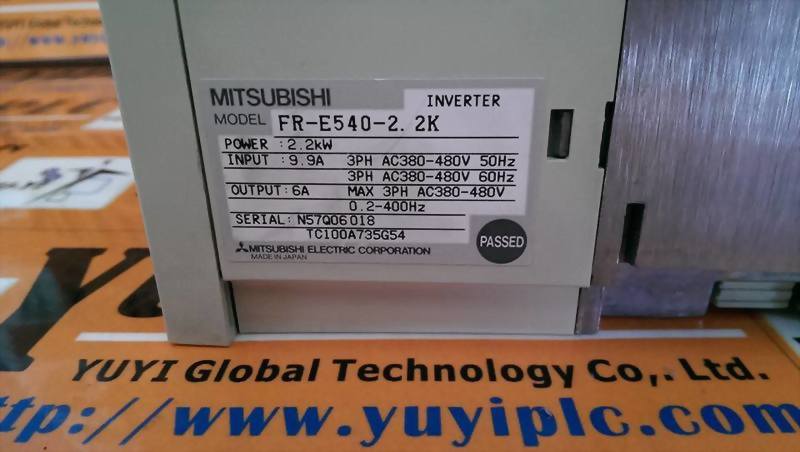 MITSUBISHI INVERTER
MODEL FR-E540-2.2K
POWER :2.2kW
INPUT :9.9A 3PH AC380-480V 50Hz
3PH AC380-480V 60Hz
OUTPUT:6A MAX 3PH AC380-480V
0.2-400Hz
SERIAL:N57Q06018
TC100A735G54
PASSED
MITSUBISHI ELECTRIC CORPORATION
MADE IN JAPAN
YUYI Global Technology Co,. Ltd.
http://www.yuyiplc.com